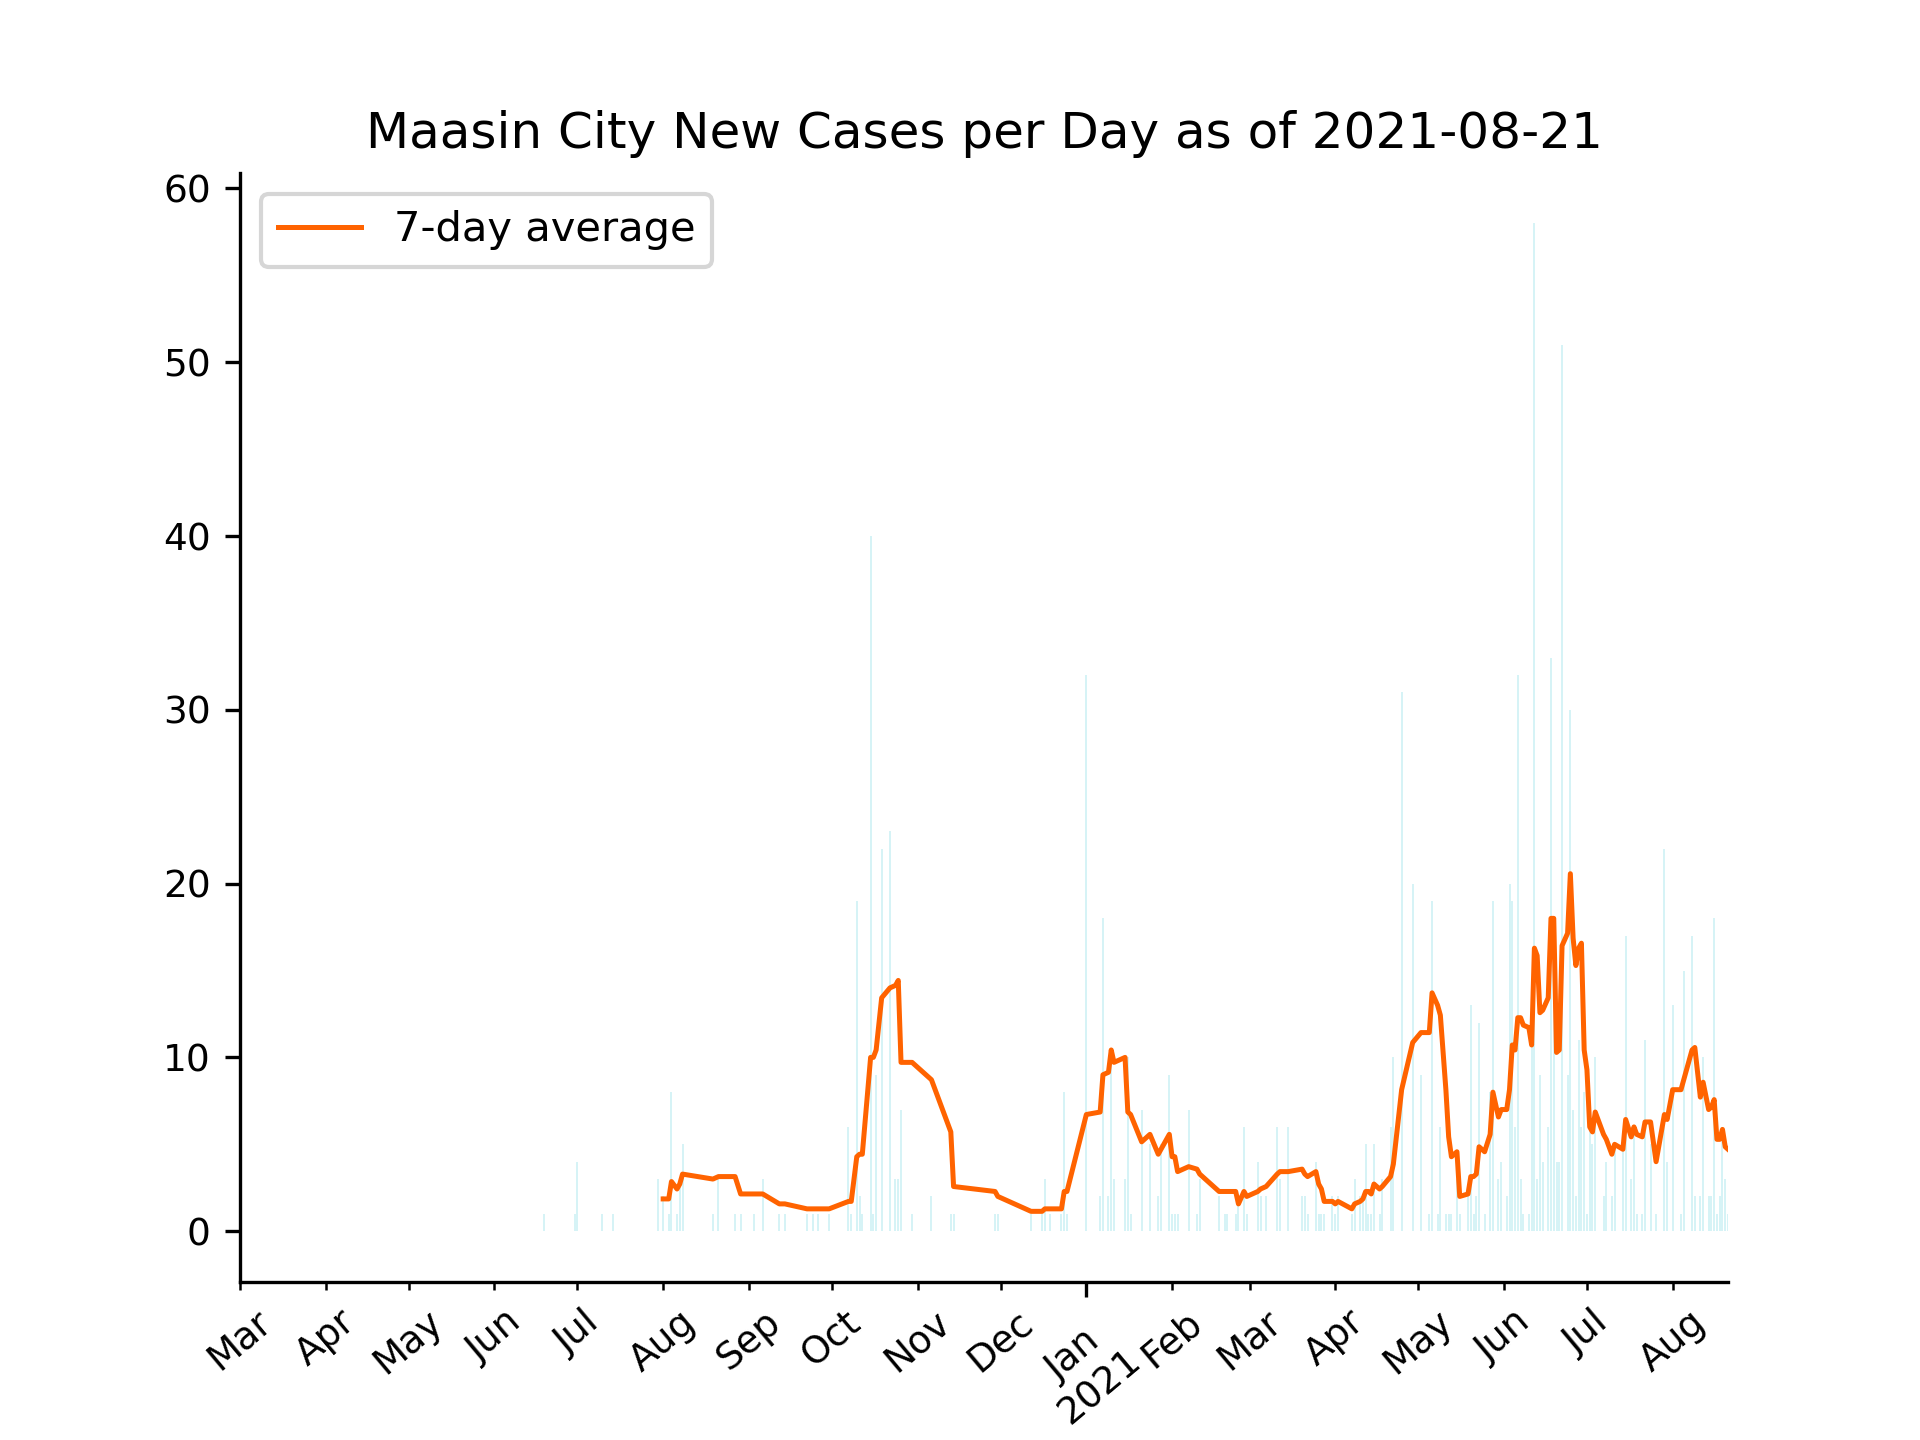 Maasin City New Cases per Day as of 2021-08-21
7-day average
60
50
40
30
20
10
0
Mar Apr May Jun Jul Aug Sep Oct Nov Dec Jan Feb Mar Apr May Jun Jul Aug
2021